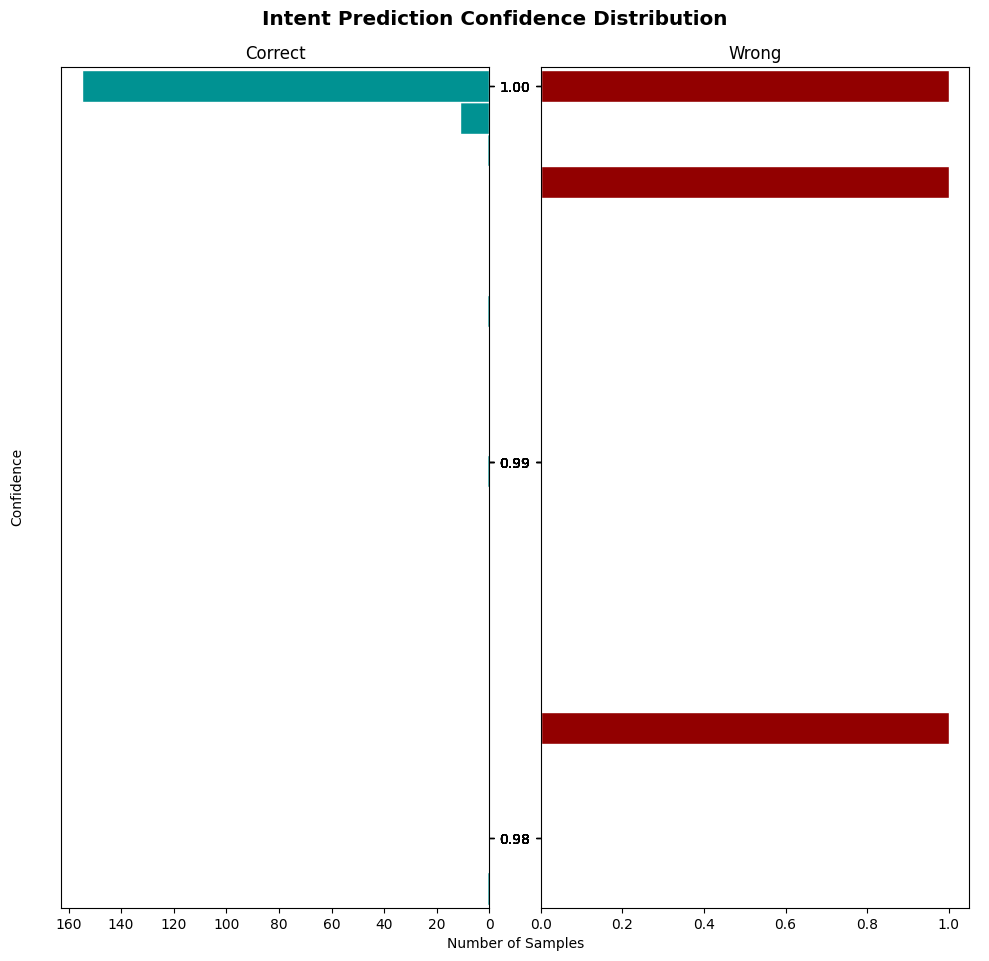 Intent Prediction Confidence Distribution
Correct
Wrong
1.00
0.99
0.98
Confidence
160 140 120 100 80 60 40 20 0
0.0 0.2 0.4 0.6 0.8 1.0
Number of Samples